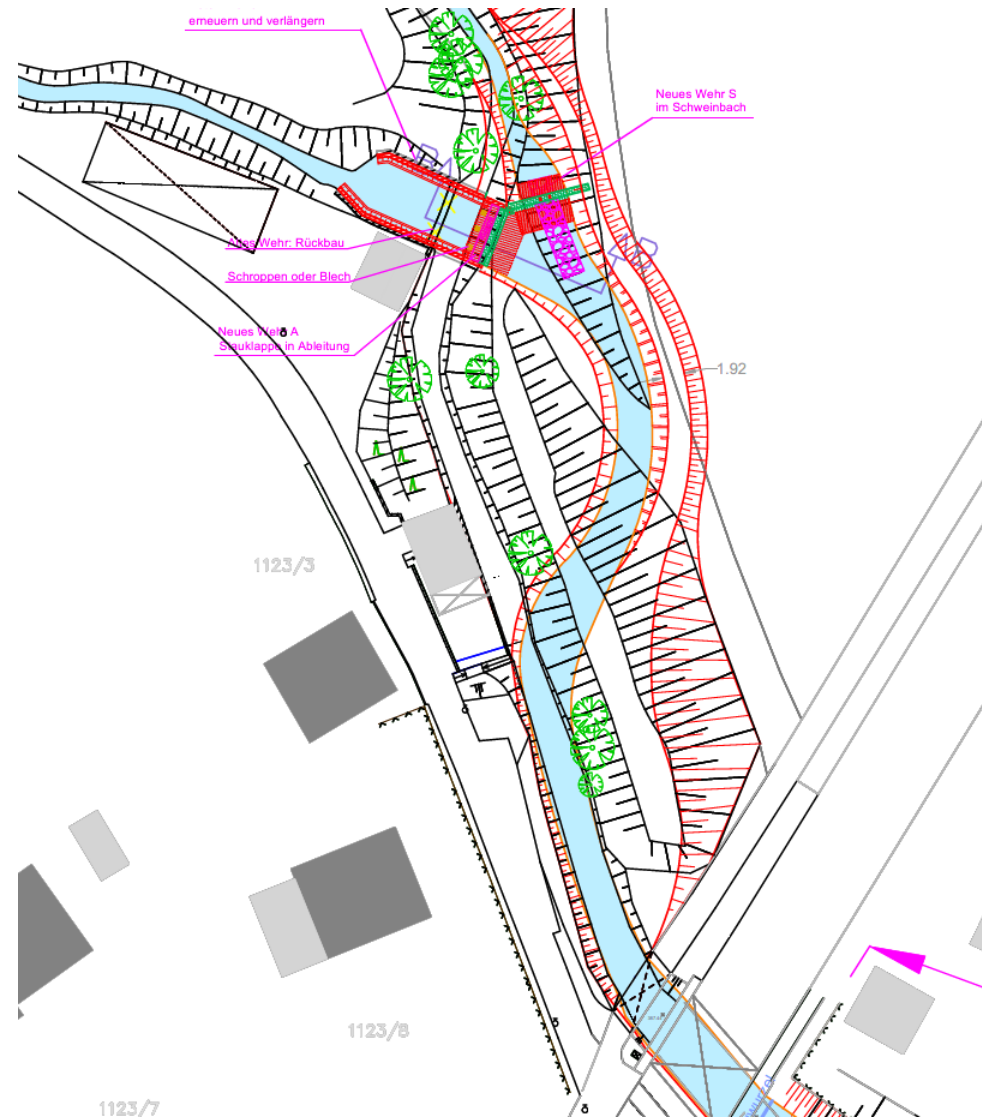 erneuern und verlängern
Neues Wehr S
im Schweinbach
Altes Wehr: Rückbau
Schroppen oder Blech
Neues Wehr A
Stauklappe in Ableitung
1.92
1123/3
1123/8
1123/7
wurzel